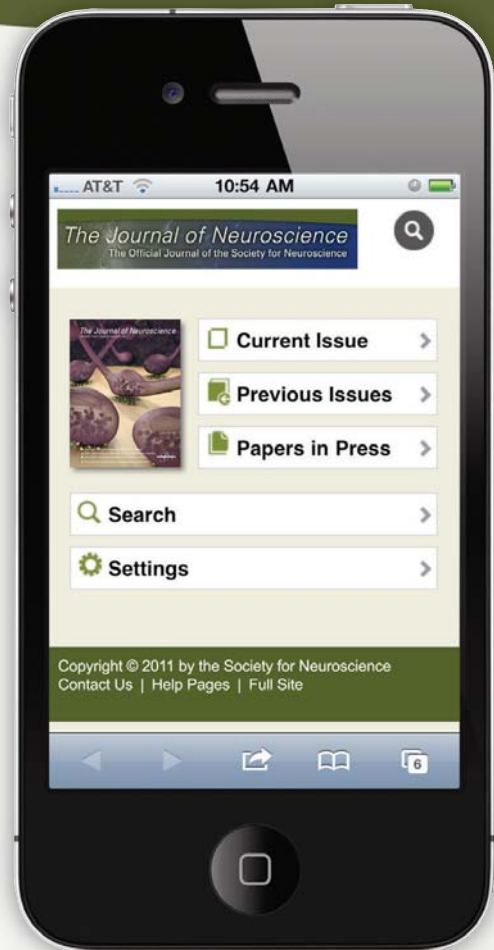 AT&T 10:54 AM
The Journal of Neuroscience
The Official Journal of the Society for Neuroscience
The Journal of Neuroscience
Current Issue
Previous Issues
Papers in Press
Search
Settings
Copyright © 2011 by the Society for Neuroscience
Contact Us | Help Pages | Full Site
6